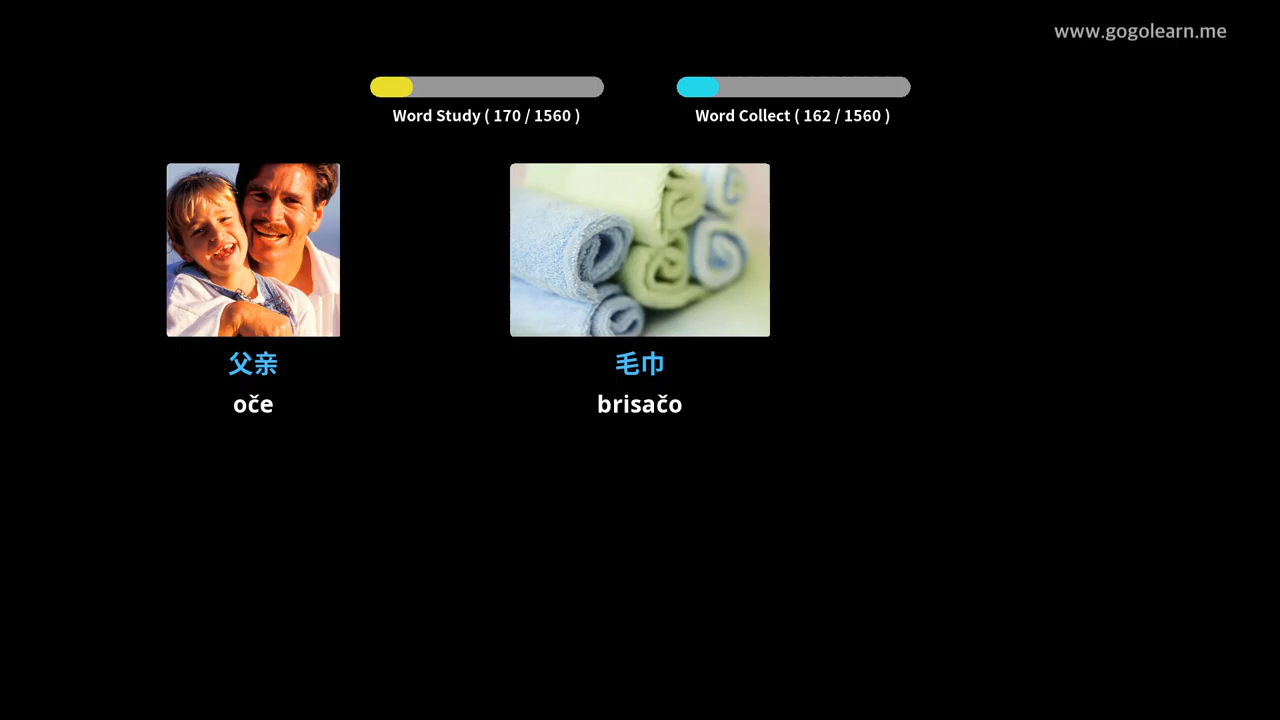 www.gogolearn.me
Word Study ( 170 / 1560 )
Word Collect ( 162 / 1560 )
父亲
oče
毛巾
brisačo